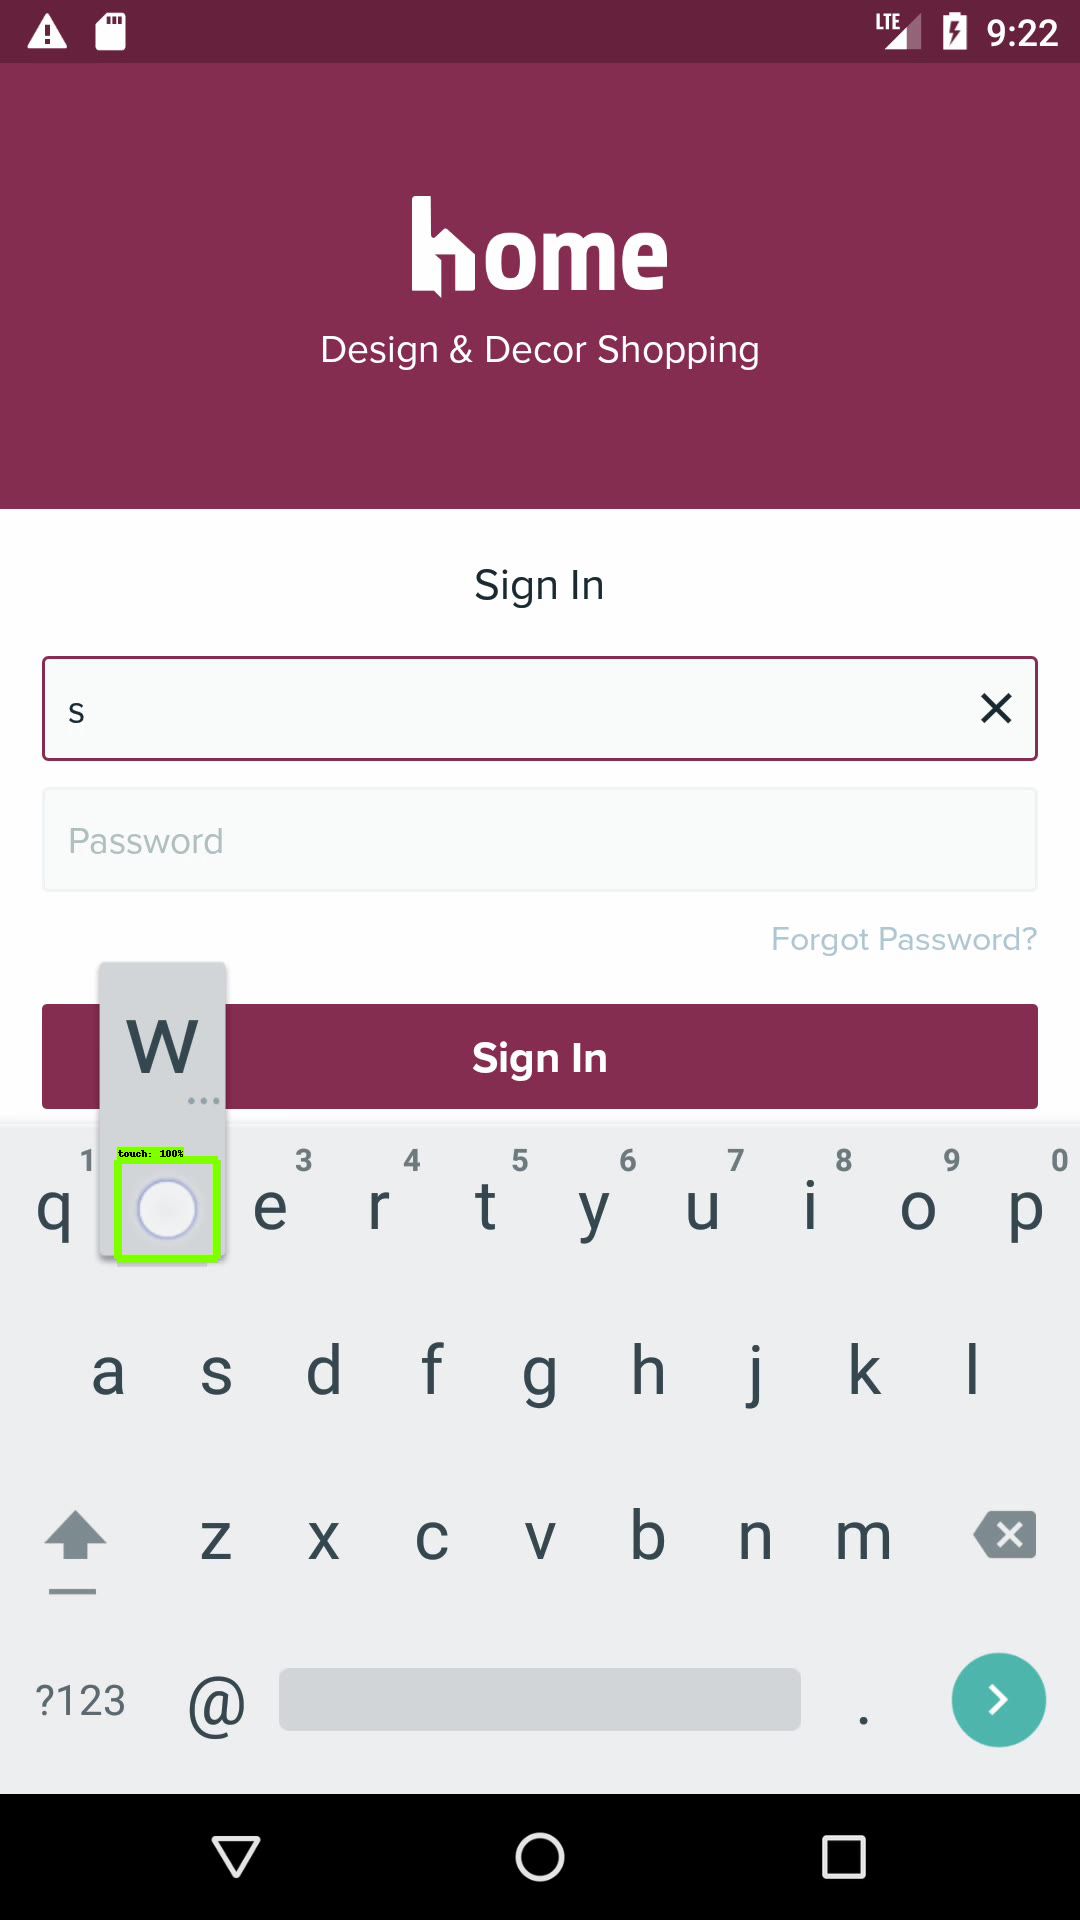 LTE 9:22
home
Design & Decor Shopping
Sign In
s
Password
Forgot Password?
w
Sign In
touch: 100%
1 3 4 5 6 7 8 9 0
q e r t y u i o p
a s d f g h j k l
z x c v b n m
?123 @ .